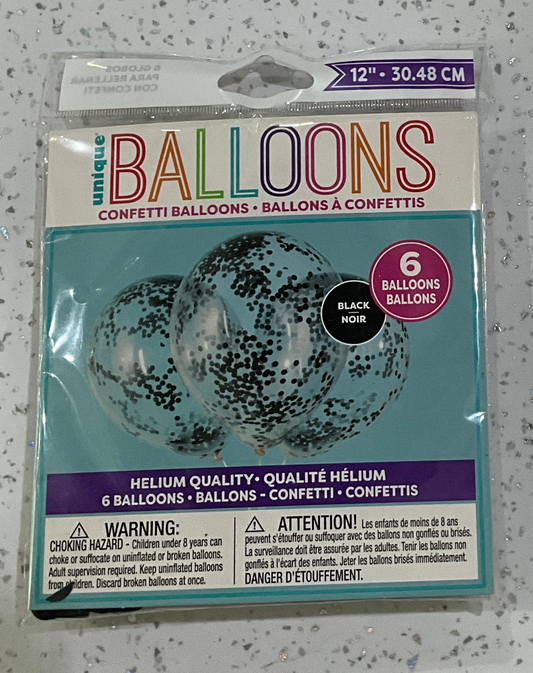 6 GLOBOS
PARA RELLENAR
CON CONFETI
12" • 30.48 CM
unique
BALLOONS
CONFETTI BALLOONS • BALLONS À CONFETTIS
6
BALLOONS
BALLONS
BLACK
NOIR
HELIUM QUALITY • QUALITÉ HÉLIUM
6 BALLOONS • BALLONS - CONFETTI • CONFETTIS
WARNING:
CHOKING HAZARD - Children under 8 years can
choke or suffocate on uninflated or broken balloons.
Adult supervision required. Keep uninflated balloons
from children. Discard broken balloons at once.
ATTENTION! Les enfants de moins de 8 ans
peuvent s'étouffer ou suffoquer avec des ballons non gonflés ou brisés.
La surveillance doit être assurée par les adultes. Tenir les ballons non
gonflés à l'écart des enfants. Jeter les ballons brisés immédiatement.
DANGER D'ÉTOUFFEMENT.